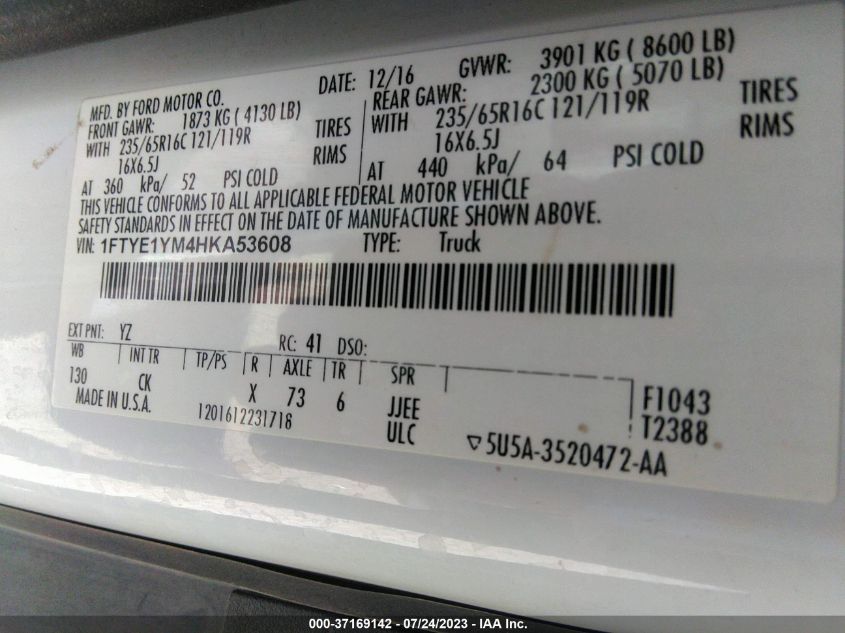 MFD. BY FORD MOTOR CO. DATE: 12/16 GVWR: 3901 KG ( 8600 LB)
FRONT GAWR: 1873 KG ( 4130 LB) REAR GAWR: 2300 KG ( 5070 LB)
WITH 235/65R16C 121/119R TIRES WITH 235/65R16C 121/119R TIRES
16X6.5J RIMS 16X6.5J RIMS
AT 360 kPa/ 52 PSI COLD AT 440 kPa/ 64 PSI COLD
THIS VEHICLE CONFORMS TO ALL APPLICABLE FEDERAL MOTOR VEHICLE
SAFETY STANDARDS IN EFFECT ON THE DATE OF MANUFACTURE SHOWN ABOVE.
VIN: 1FTYE1YM4HKA53608 TYPE: Truck
EXT PNT: YZ RC: 41 DSO:
WB INT TR TP/PS R AXLE TR SPR
130 CK X 73 6 JJEE F1043
MADE IN U.S.A. 1201612231718 ULC T2388
5U5A-3520472-AA
000-37169142 / 07/24/2023 - IAA Inc.